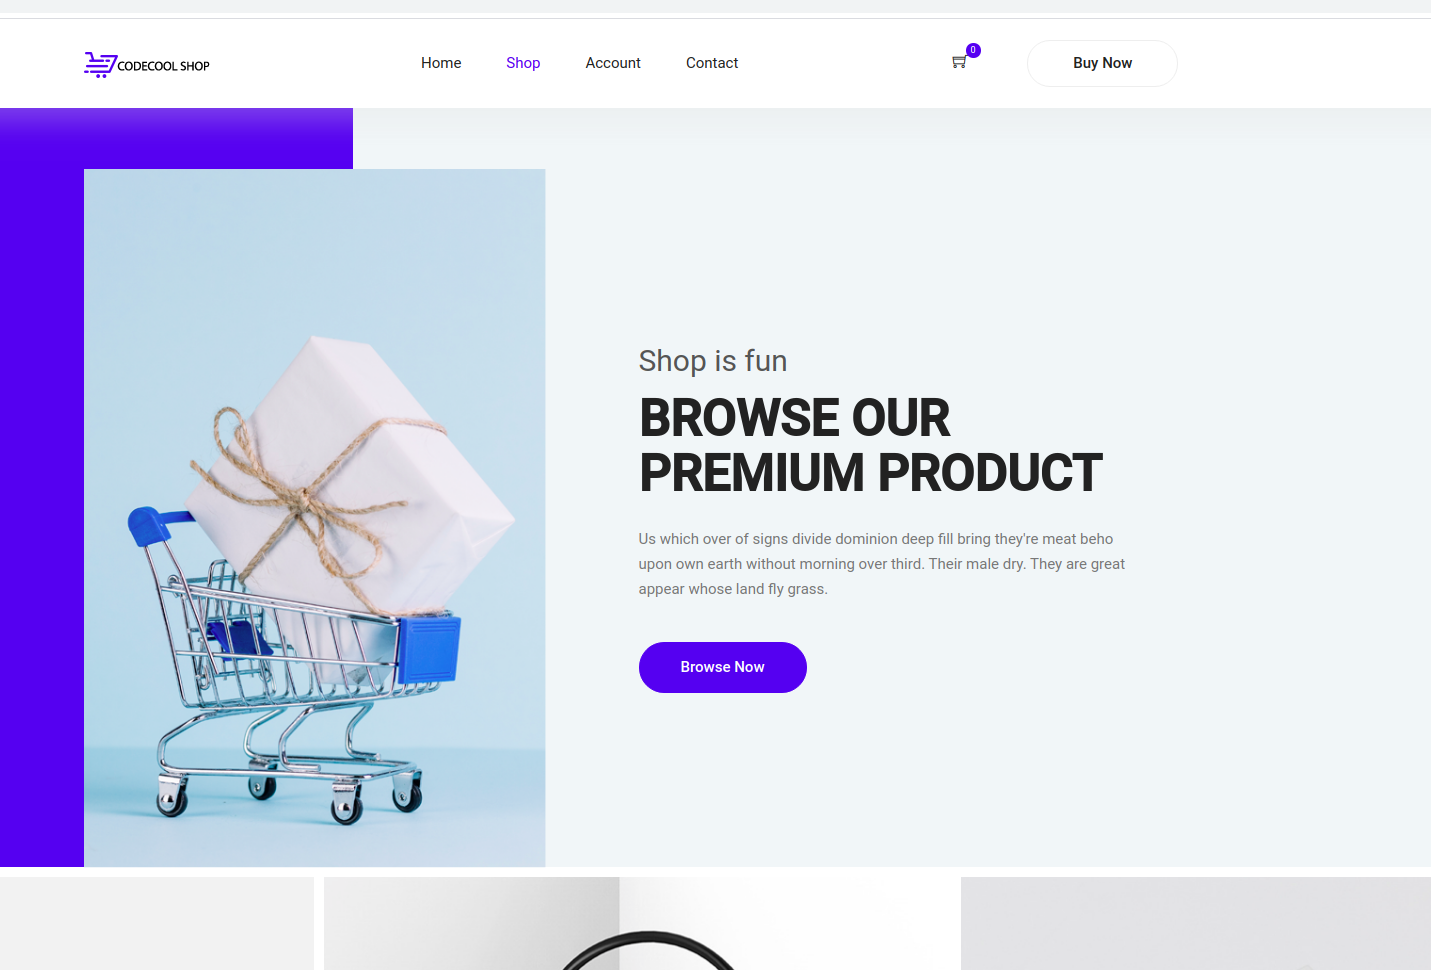 CODECOOL SHOP
Home
Shop
Account
Contact
0
Buy Now
Shop is fun
BROWSE OUR
PREMIUM PRODUCT
Us which over of signs divide dominion deep fill bring they're meat beho
upon own earth without morning over third. Their male dry. They are great
appear whose land fly grass.
Browse Now